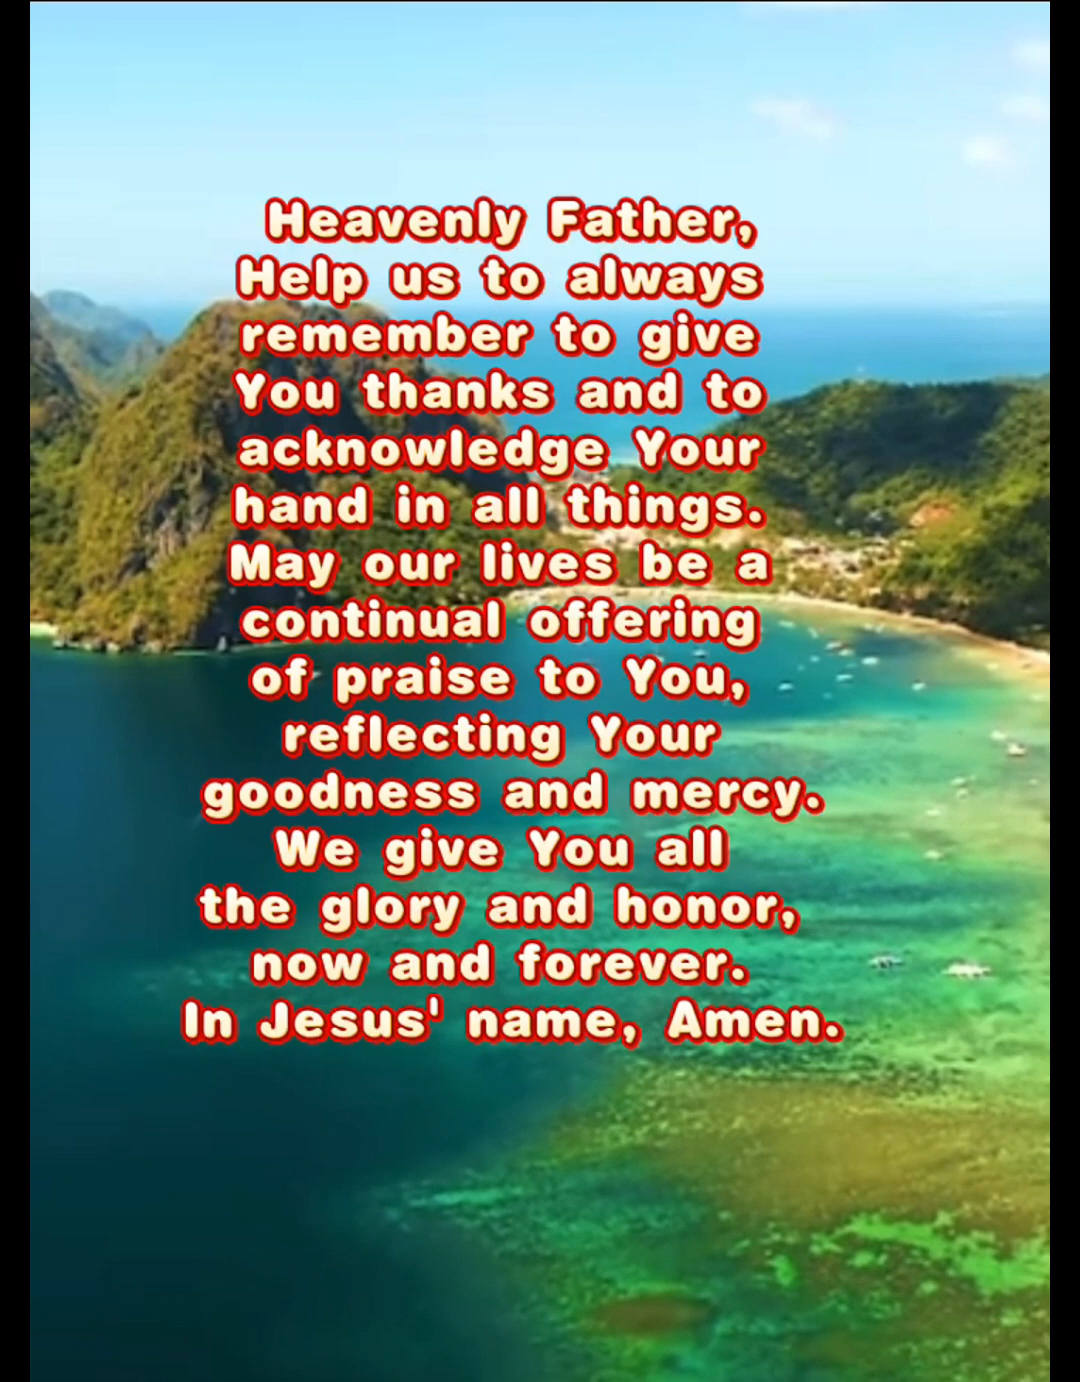 Heavenly Father,
Help us to always
remember to give
You thanks and to
acknowledge Your
hand in all things.
May our lives be a
continual offering
of praise to You,
reflecting Your
goodness and mercy.
We give You all
the glory and honor,
now and forever.
In Jesus' name, Amen.